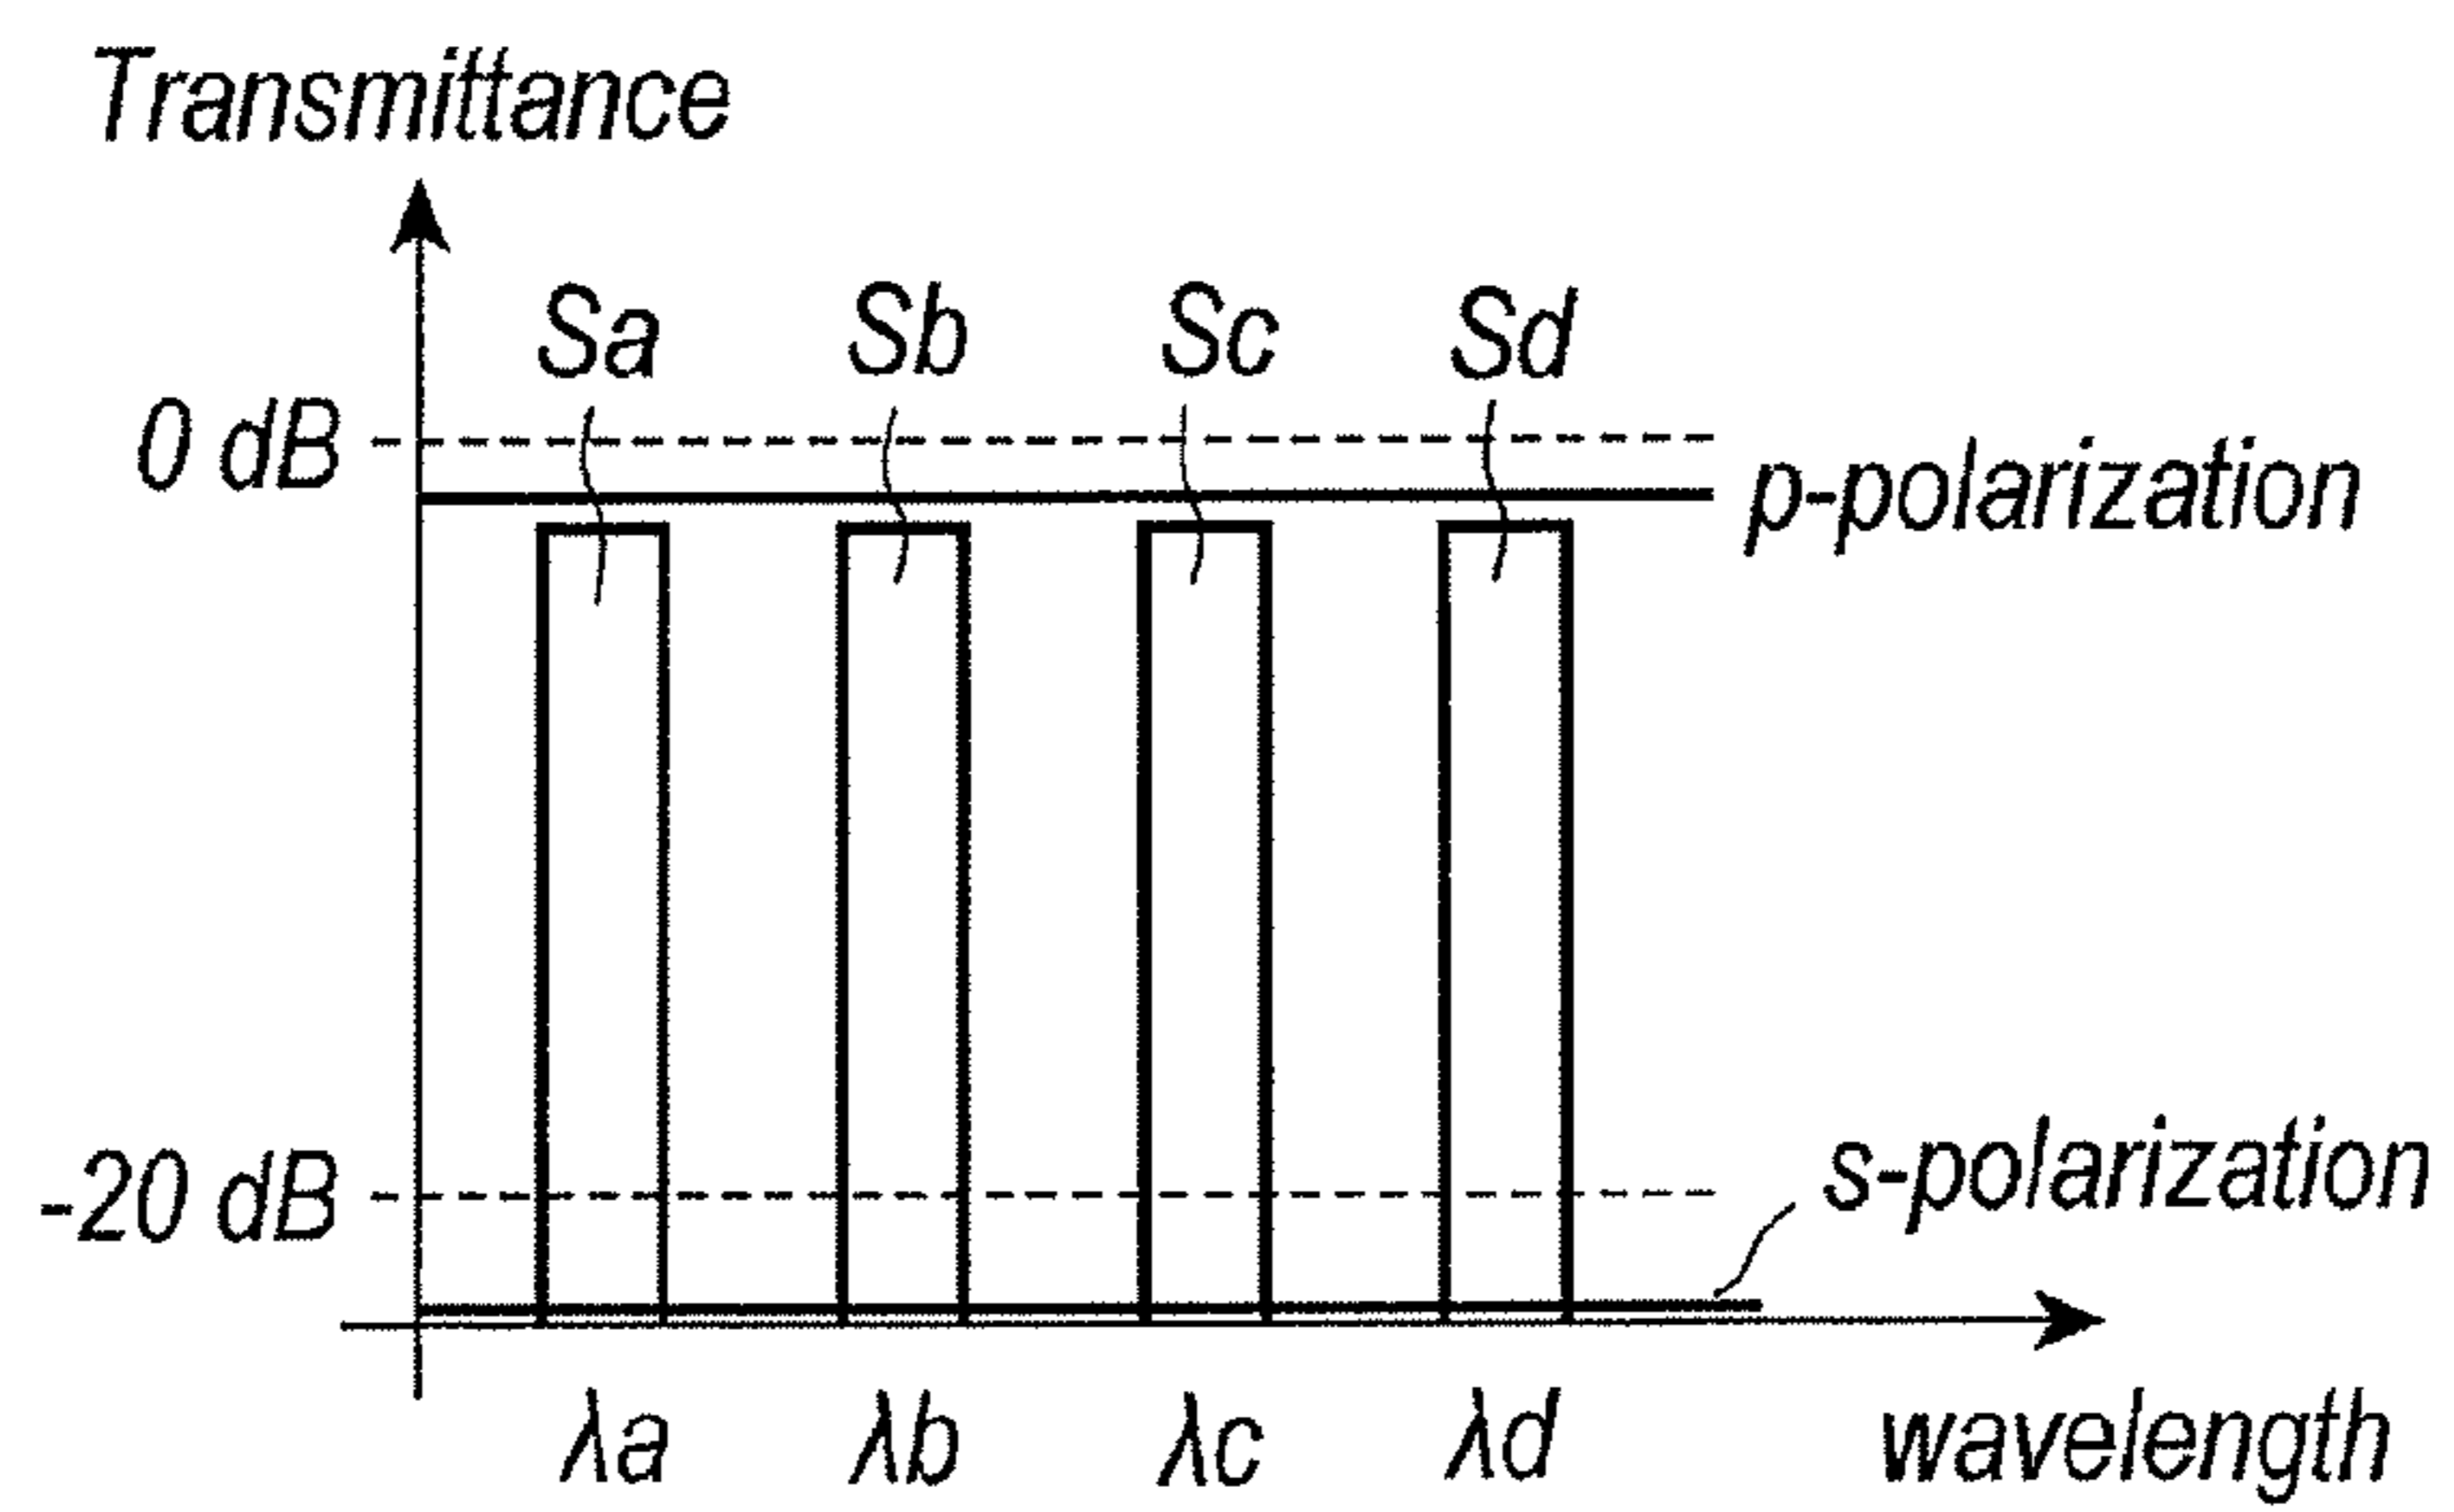 Transmittance
Sa Sb Sc Sd
0 dB
p-polarization
-20 dB
s-polarization
λa λb λc λd
wavelength